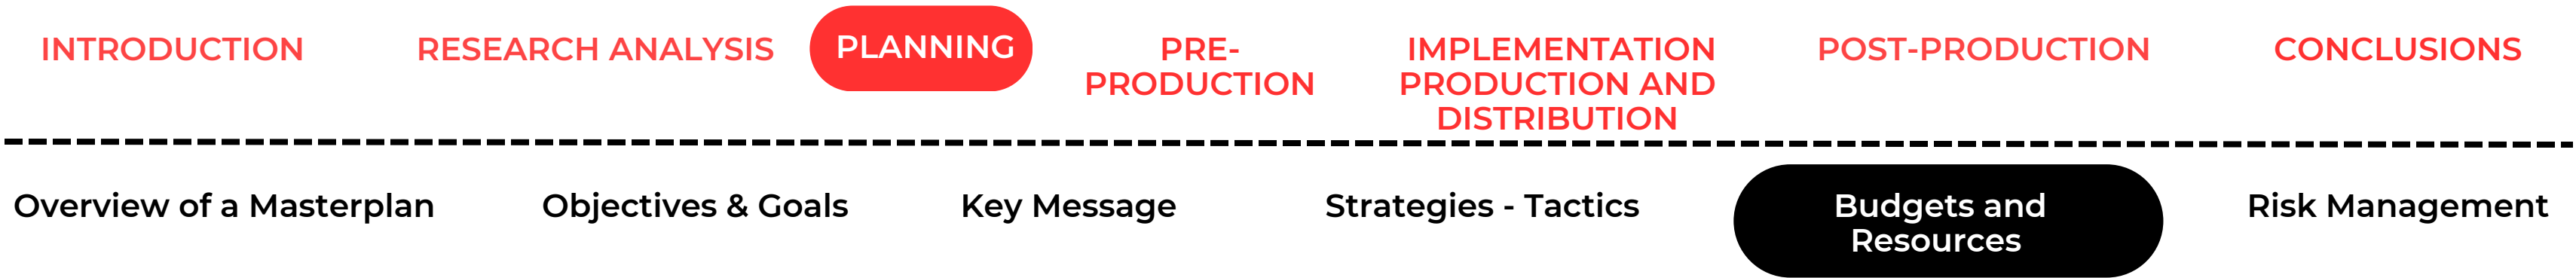 INTRODUCTION
RESEARCH ANALYSIS
PLANNING
PRE-
PRODUCTION
IMPLEMENTATION
PRODUCTION AND
DISTRIBUTION
POST-PRODUCTION
CONCLUSIONS
Overview of a Masterplan
Objectives & Goals
Key Message
Strategies - Tactics
Budgets and
Resources
Risk Management